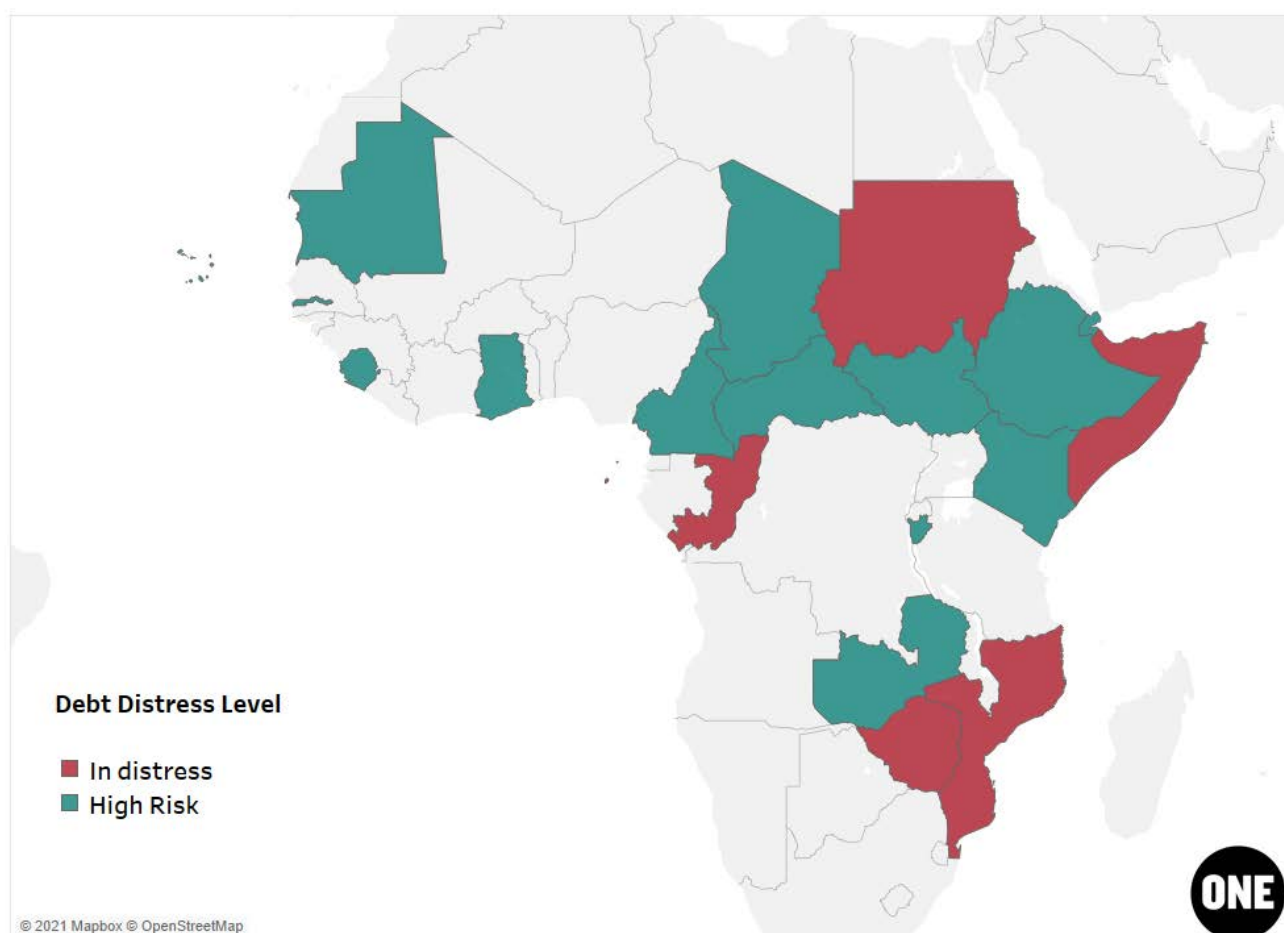 Debt Distress Level
In distress
High Risk
ONE
© 2021 Mapbox © OpenStreetMap